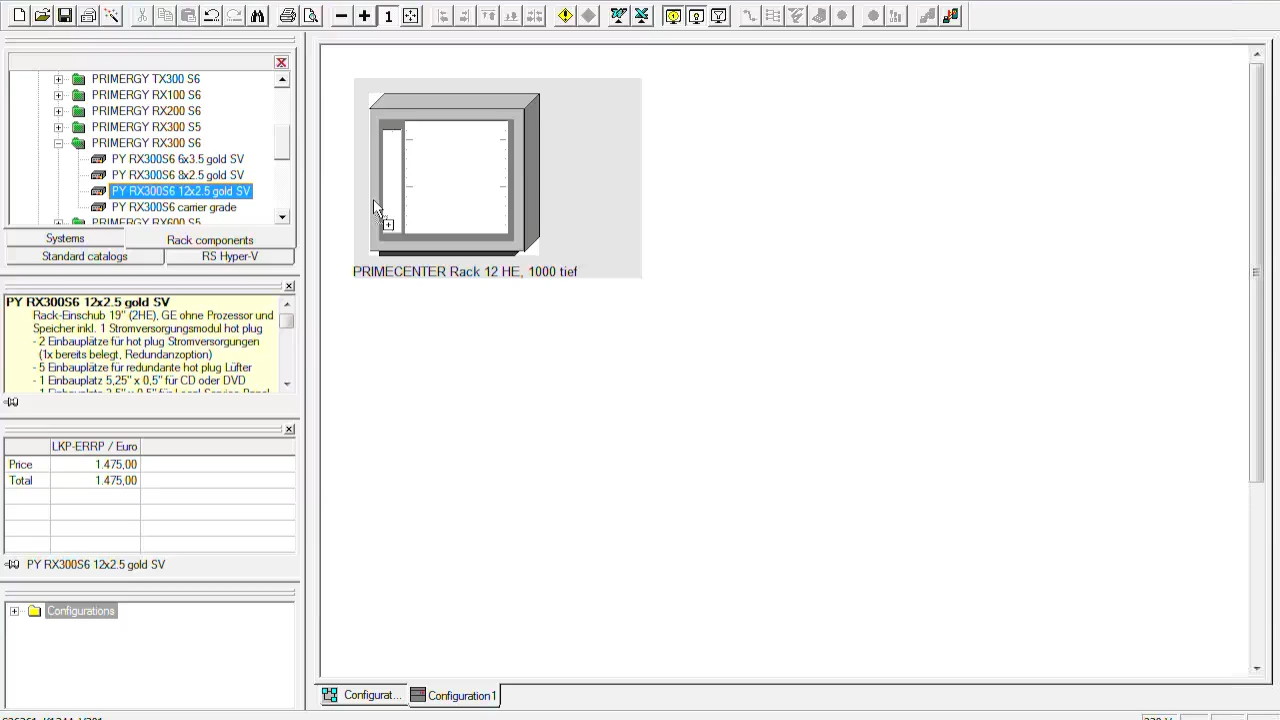 1
PRIMERGY TX300 S6
PRIMERGY RX100 S6
PRIMERGY RX200 S6
PRIMERGY RX300 S5
PRIMERGY RX300 S6
PY RX300S6 6x3.5 gold SV
PY RX300S6 8x2.5 gold SV
PY RX300S6 12x2.5 gold SV
PY RX300S6 carrier grade
PRIMERGY RX600 S5
Systems
Rack components
Standard catalogs
RS Hyper-V
PY RX300S6 12x2.5 gold SV
Rack-Einschub 19" (2HE), GE ohne Prozessor und
Speicher inkl. 1 Stromversorgungsmodul hot plug
- 2 Einbauplätze für hot plug Stromversorgungen
(1x bereits belegt, Redundanzoption)
- 5 Einbauplätze für redundante hot plug Lüfter
- 1 Einbauplatz 5,25" x 0,5" für CD oder DVD
LKP-ERRP / Euro
Price 1.475,00
Total 1.475,00
PY RX300S6 12x2.5 gold SV
Configurations
PRIMECENTER Rack 12 HE, 1000 tief
Configurat...
Configuration1